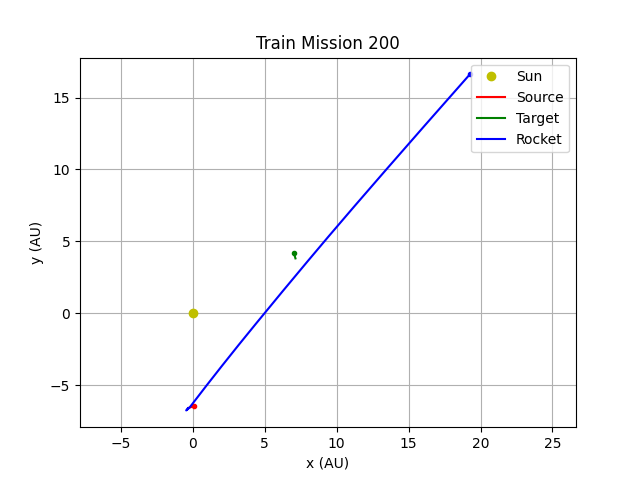 Train Mission 200
Sun
Source
Target
Rocket
15
10
5
0
−5
y (AU)
−5
0
5
10
15
20
25
x (AU)